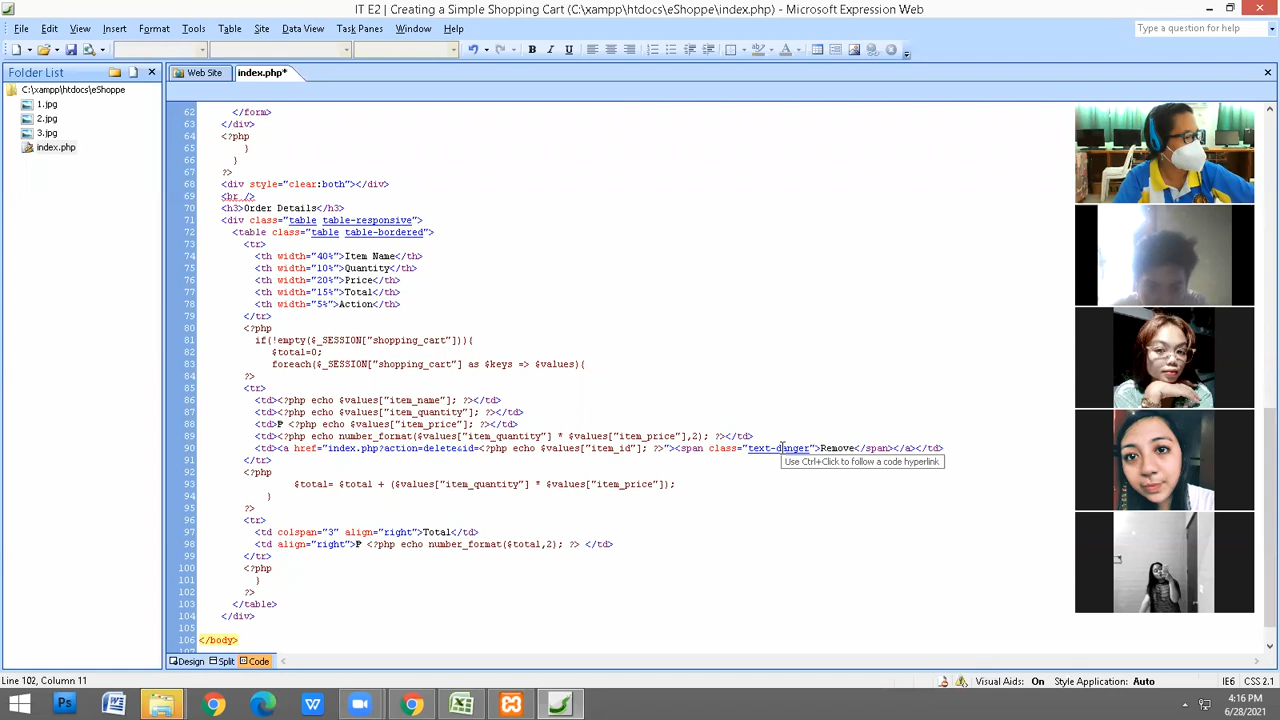 IT E2 | Creating a Simple Shopping Cart (C:\xampp\htdocs\eShoppe\index.php) - Microsoft Expression Web
File Edit View Insert Format Tools Table Site Data View Task Panes Window Help
Type a question for help
Folder List
Web Site
index.php*
C:\xampp\htdocs\eShoppe
1.jpg
2.jpg
3.jpg
index.php
62 </form>
63 </div>
64 <?php
65 }
66 }
67 ?>
68 <div style="clear:both"></div>
69 <br />
70 <h3>Order Details</h3>
71 <div class="table table-responsive">
72 <table class="table table-bordered">
73 <tr>
74 <th width="40%">Item Name</th>
75 <th width="10%">Quantity</th>
76 <th width="20%">Price</th>
77 <th width="15%">Total</th>
78 <th width="5%">Action</th>
79 </tr>
80 <?php
81 if(!empty($_SESSION["shopping_cart"])){
82 $total=0;
83 foreach($_SESSION["shopping_cart"] as $keys => $values){
84 ?>
85 <tr>
86 <td><?php echo $values["item_name"]; ?></td>
87 <td><?php echo $values["item_quantity"]; ?></td>
88 <td>P <?php echo $values["item_price"]; ?></td>
89 <td><?php echo number_format($values["item_quantity"] * $values["item_price"],2); ?></td>
90 <td><a href="index.php?action=delete&id=<?php echo $values["item_id"]; ?>"><span class="text-danger">Remove</span></a></td>
Use Ctrl+Click to follow a code hyperlink
91 </tr>
92 <?php
93 $total= $total + ($values["item_quantity"] * $values["item_price"]);
94 }
95 ?>
96 <tr>
97 <td colspan="3" align="right">Total</td>
98 <td align="right">P <?php echo number_format($total,2); ?> </td>
99 </tr>
100 <?php
101 }
102 ?>
103 </table>
104 </div>
105
106 </body>
107
Design Split Code
Line 102, Column 11
Visual Aids: On Style Application: Auto IE6 CSS 2.1
4:16 PM
6/28/2021